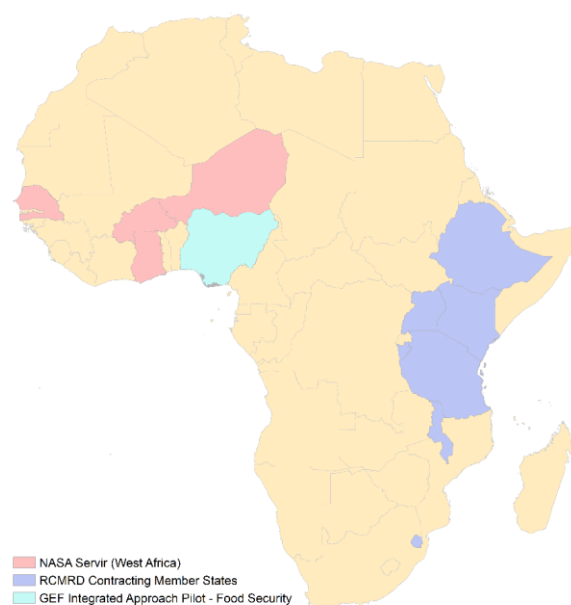 NASA Servir (West Africa)
RCMRD Contracting Member States
GEF Integrated Approach Pilot - Food Security